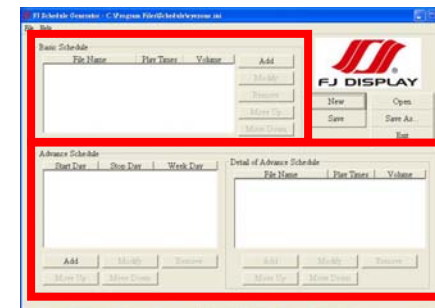 FJ Schedule Generator - C:\Program Files\Schedule\eyezone.ini
File Help
Basic Schedule
File Name Play Times Volume
Add
Modify
Remove
Move Up
Move Down
FJ DISPLAY
New Open
Save Save As..
Exit
Advance Schedule
Start Day Stop Day Week Day
Add Modify Remove
Move Up Move Down
Detail of Advance Schedule
File Name Play Times Volume
Add Modify Remove
Move Up Move Down